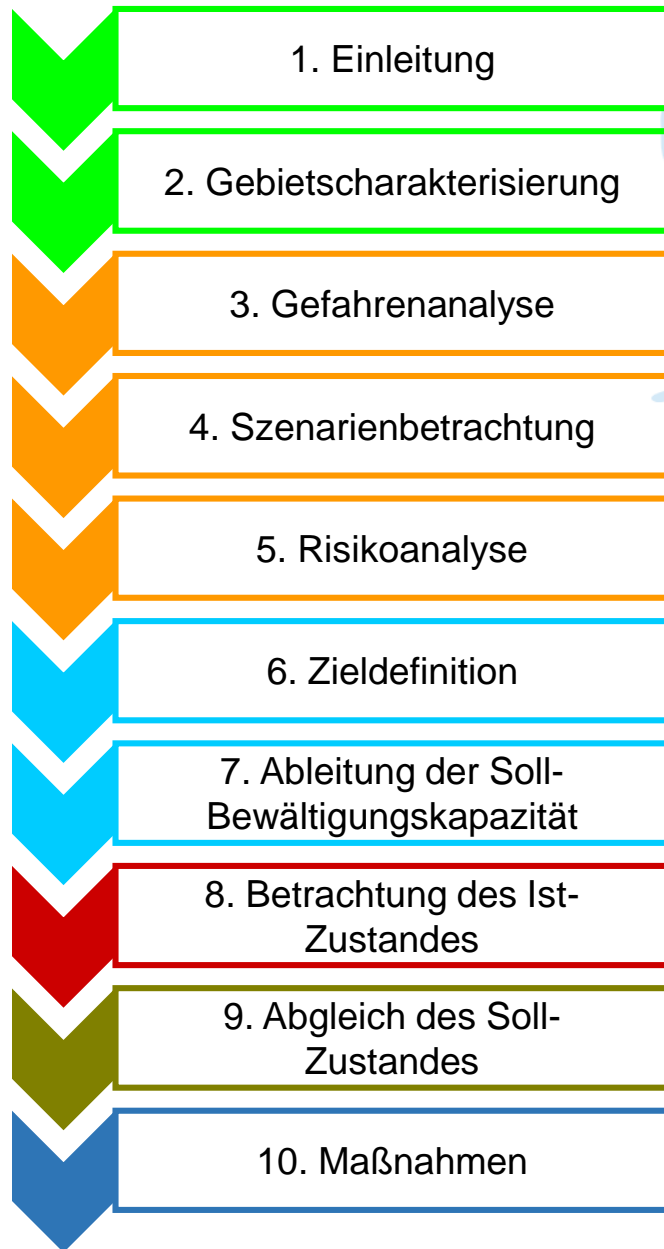 1. Einleitung
2. Gebietscharakterisierung
3. Gefahrenanalyse
4. Szenarienbetrachtung
5. Risikoanalyse
6. Zieldefinition
7. Ableitung der Soll-
Bewältigungskapazität
8. Betrachtung des Ist-
Zustandes
9. Abgleich des Soll-
Zustandes
10. Maßnahmen